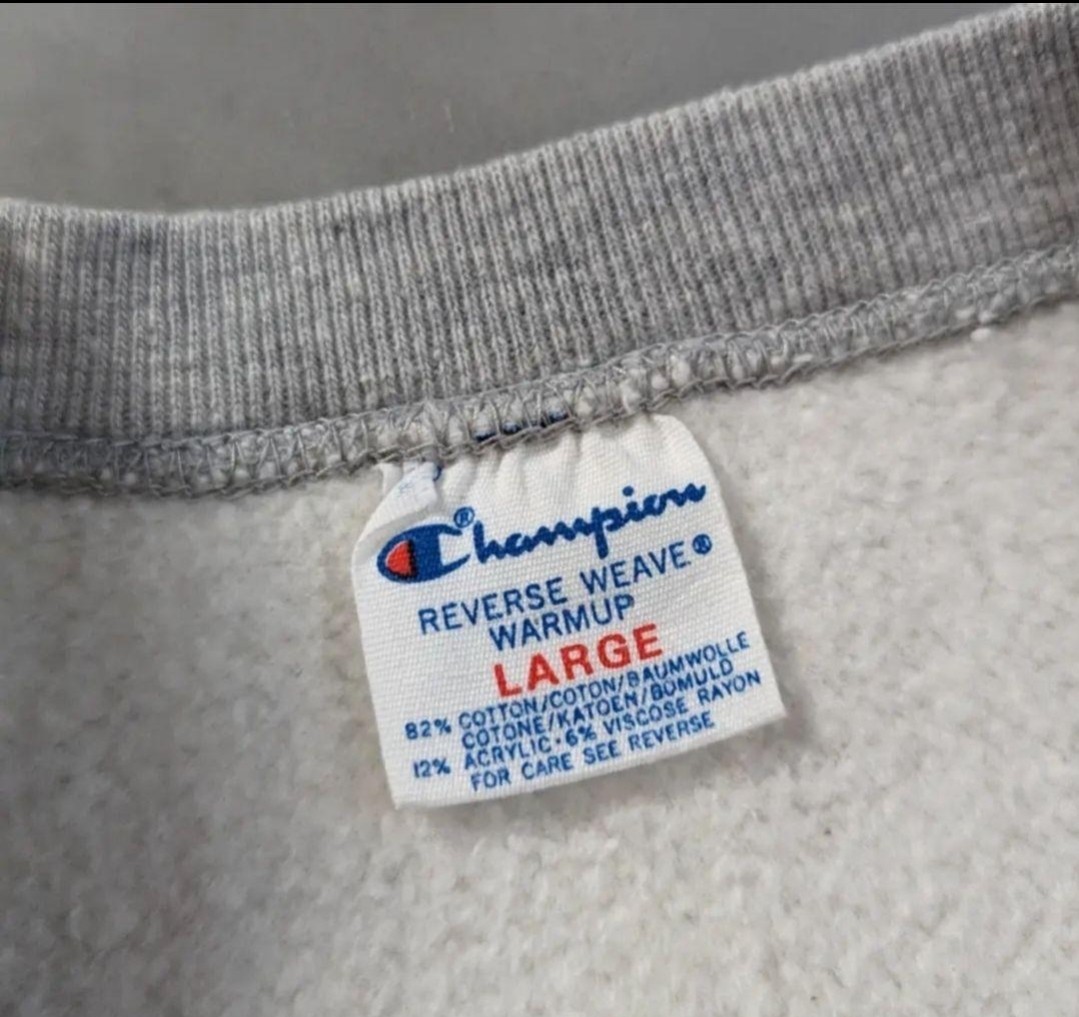 Champion®
REVERSE WEAVE®
WARMUP
LARGE
82% COTTON/COTON/BAUMWOLLE
COTONE/KATOEN/BOMULD
12% ACRYLIC·6% VISCOSE RAYON
FOR CARE SEE REVERSE